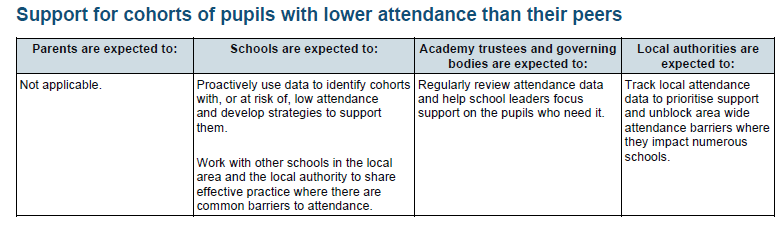 Support for cohorts of pupils with lower attendance than their peers
Parents are expected to:
Schools are expected to:
Academy trustees and governing
bodies are expected to:
Local authorities are
expected to:
Not applicable.
Proactively use data to identify cohorts
with, or at risk of, low attendance
and develop strategies to support
them.
Work with other schools in the local
area and the local authority to share
effective practice where there are
common barriers to attendance.
Regularly review attendance data
and help school leaders focus
support on the pupils who need it.
Track local attendance
data to prioritise support
and unblock area wide
attendance barriers where
they impact numerous
schools.